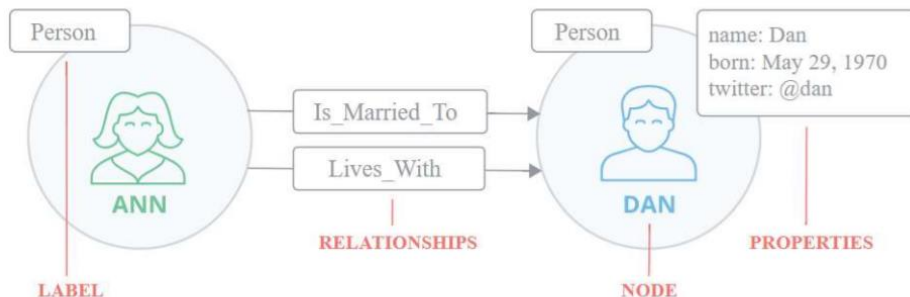 Person
Person
name: Dan
born: May 29, 1970
twitter: @dan
Is_Married_To
Lives_With
ANN
DAN
RELATIONSHIPS
PROPERTIES
LABEL
NODE